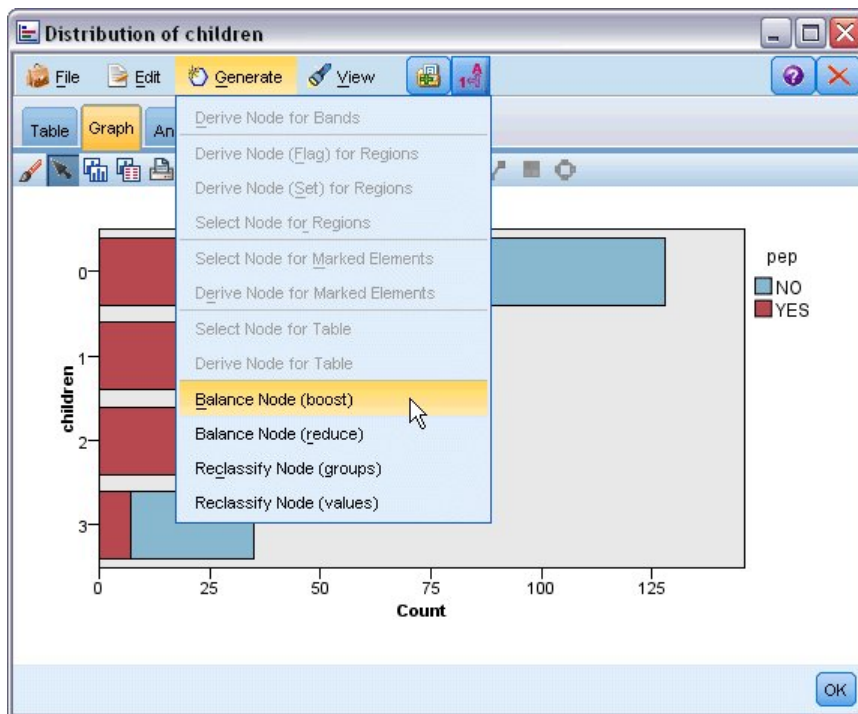 Distribution of children
File Edit Generate View
Table Graph An
Derive Node for Bands
Derive Node (Flag) for Regions
Derive Node (Set) for Regions
Select Node for Regions
Select Node for Marked Elements
Derive Node for Marked Elements
Select Node for Table
Derive Node for Table
Balance Node (boost)
Balance Node (reduce)
Reclassify Node (groups)
Reclassify Node (values)
children
0
1
2
3
0 25 50 75 100 125
Count
pep
NO
YES
OK